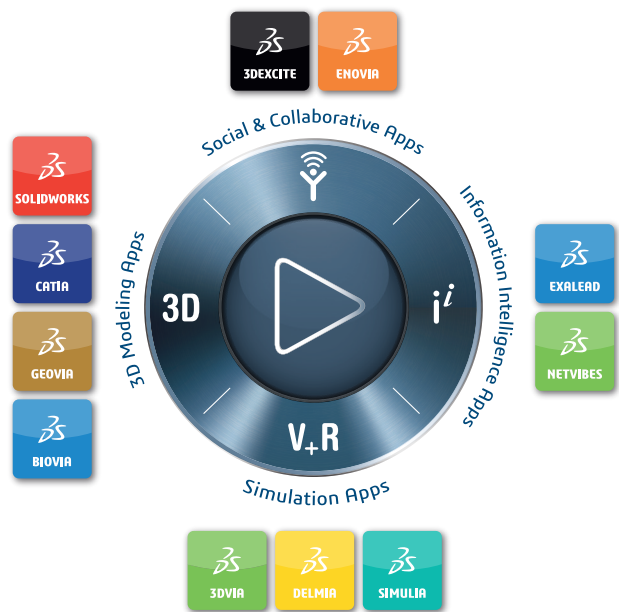 3DEXCITE
ENOVIA
Social & Collaborative Apps
SOLIDWORKS
CATIA
GEOVIA
BIOVIA
3D Modeling Apps
3D
iⁱ
V+R
Information Intelligence Apps
EXALEAD
NETVIBES
Simulation Apps
3DVIA
DELMIA
SIMULIA